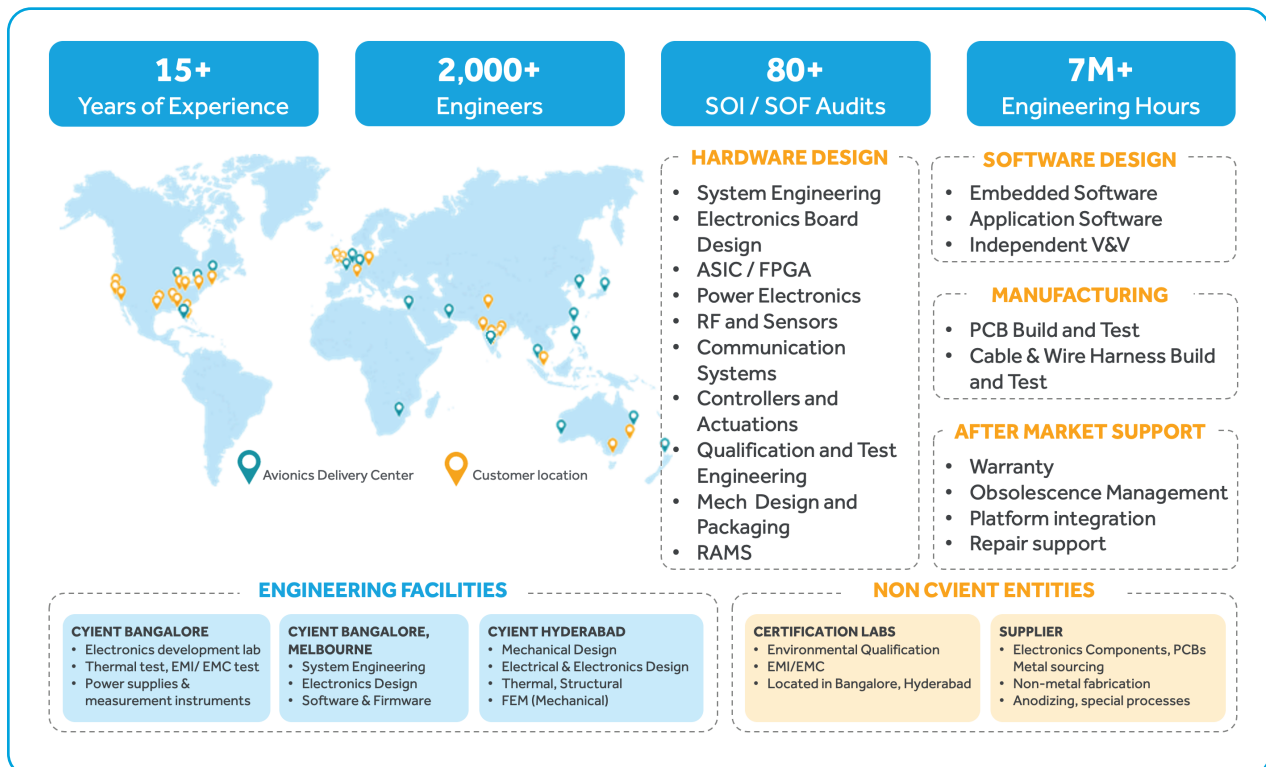 15+
Years of Experience
2,000+
Engineers
80+
SOI / SOF Audits
7M+
Engineering Hours
Avionics Delivery Center
Customer location
HARDWARE DESIGN
• System Engineering
• Electronics Board
Design
• ASIC / FPGA
• Power Electronics
• RF and Sensors
• Communication
Systems
• Controllers and
Actuations
• Qualification and Test
Engineering
• Mech Design and
Packaging
• RAMS
SOFTWARE DESIGN
• Embedded Software
• Application Software
• Independent V&V
MANUFACTURING
• PCB Build and Test
• Cable & Wire Harness Build
and Test
AFTER MARKET SUPPORT
• Warranty
• Obsolescence Management
• Platform integration
• Repair support
ENGINEERING FACILITIES
CYIENT BANGALORE
• Electronics development lab
• Thermal test, EMI/ EMC test
• Power supplies &
measurement instruments
CYIENT BANGALORE,
MELBOURNE
• System Engineering
• Electronics Design
• Software & Firmware
CYIENT HYDERABAD
• Mechanical Design
• Electrical & Electronics Design
• Thermal, Structural
• FEM (Mechanical)
NON CVIENT ENTITIES
CERTIFICATION LABS
• Environmental Qualification
• EMI/EMC
• Located in Bangalore, Hyderabad
SUPPLIER
• Electronics Components, PCBs
Metal sourcing
• Non-metal fabrication
• Anodizing, special processes